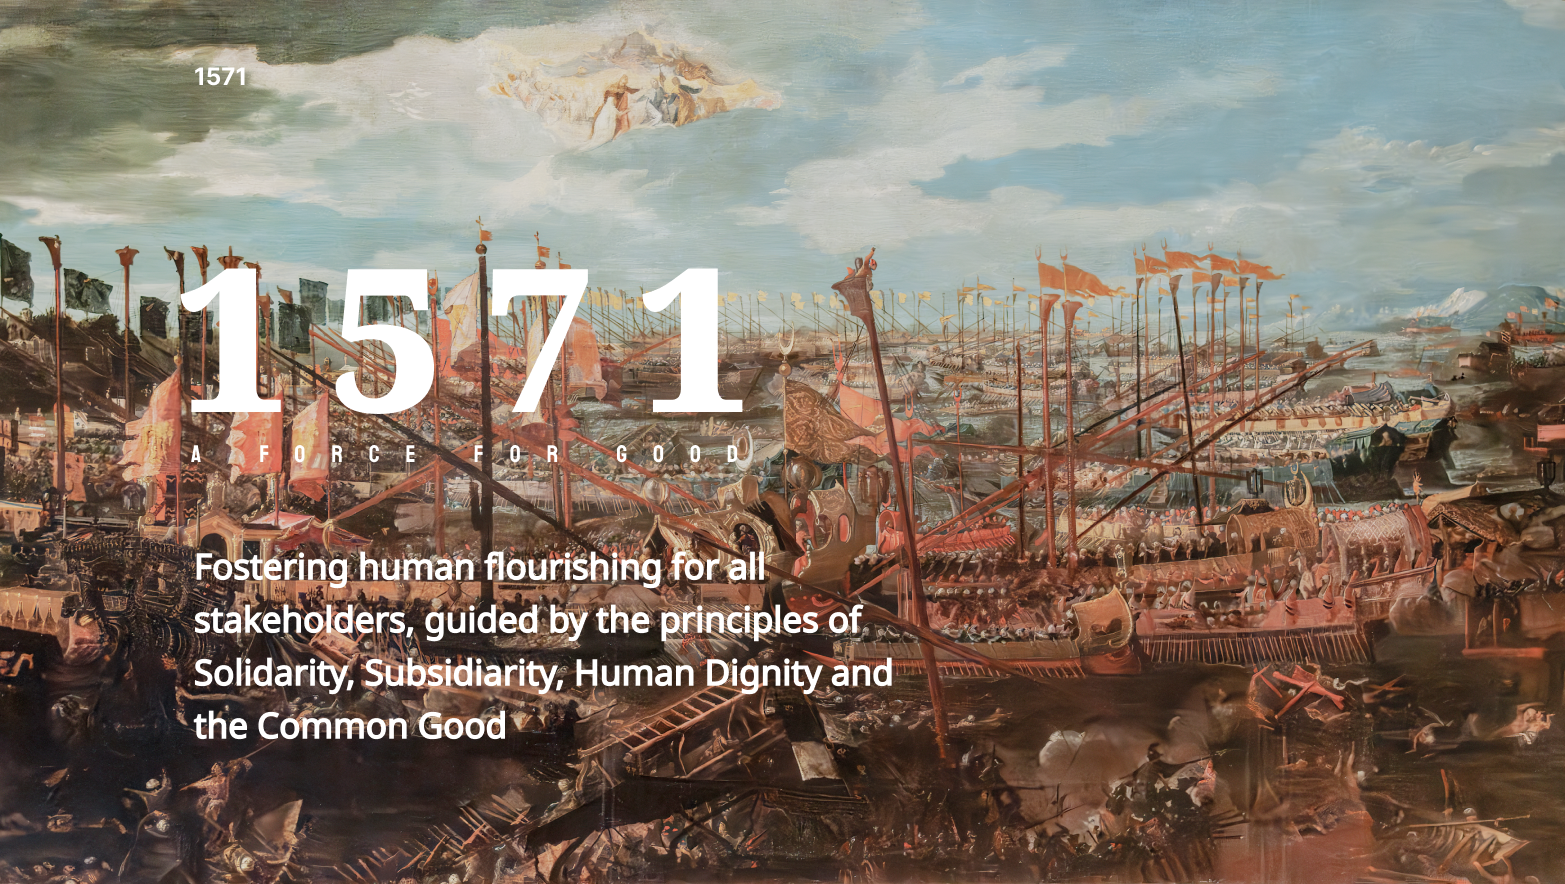 1571
1571
A FORCE FOR GOOD
Fostering human flourishing for all
stakeholders, guided by the principles of
Solidarity, Subsidiarity, Human Dignity and
the Common Good